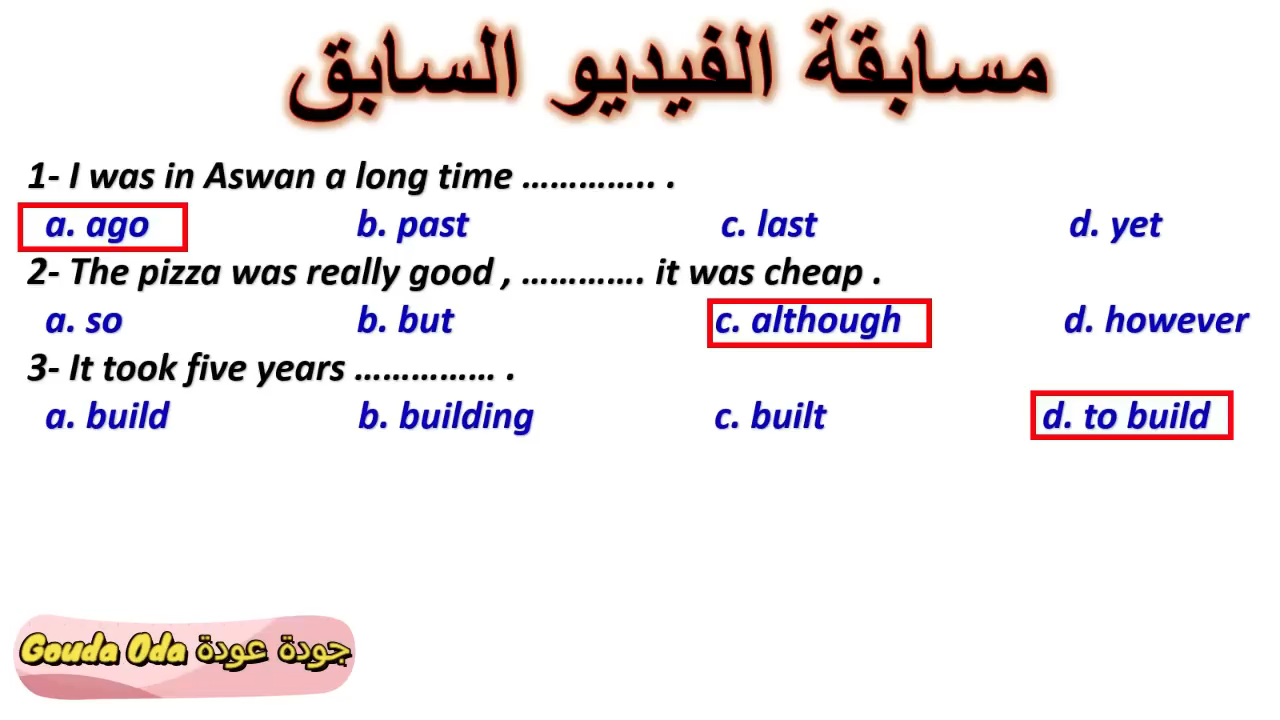 مسابقة الفيديو السابق
1- I was in Aswan a long time ………….. .
a. ago b. past c. last d. yet
2- The pizza was really good , …………. it was cheap .
a. so b. but c. although d. however
3- It took five years …………… .
a. build b. building c. built d. to build
Gouda Oda جودة عودة